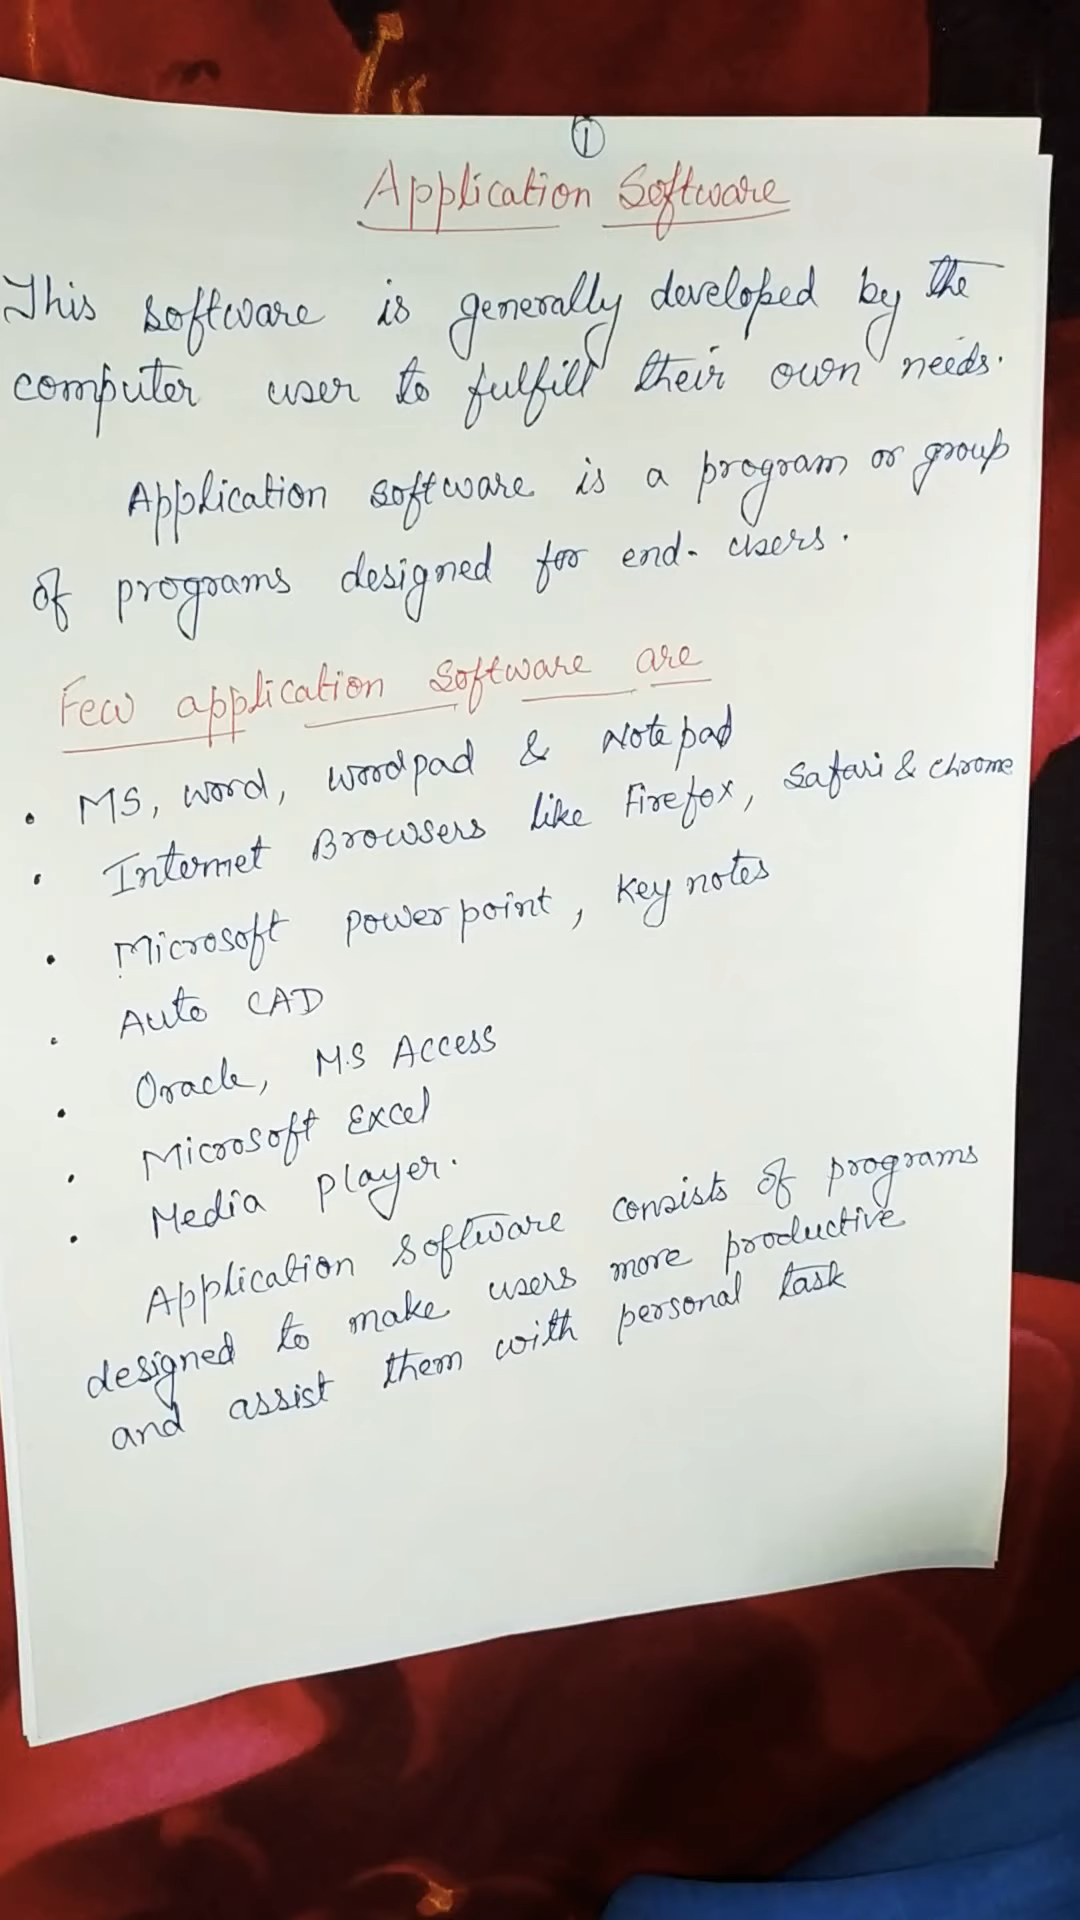 1
Application Software
This software is generally developed by the
computer user to fulfill their own needs.
Application software is a program or group
of programs designed for end-users.
Few application software are
• MS, word, wordpad & Notepad
• Internet Browsers like Firefox, Safari & chrome
• Microsoft powerpoint, key notes
• Auto CAD
• Oracle, M.S Access
• Microsoft Excel
• Media player.
Application software consists of programs
designed to make users more productive
and assist them with personal task